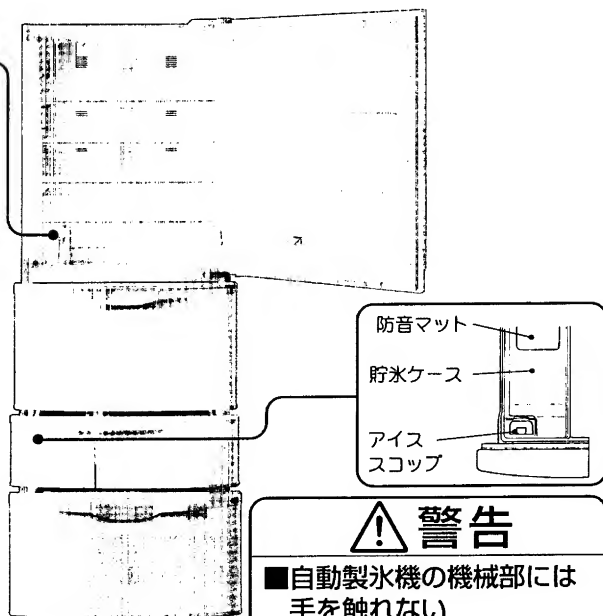 防音マット
貯氷ケース
アイス
スコップ
警告
■自動製氷機の機械部には
手を触れない